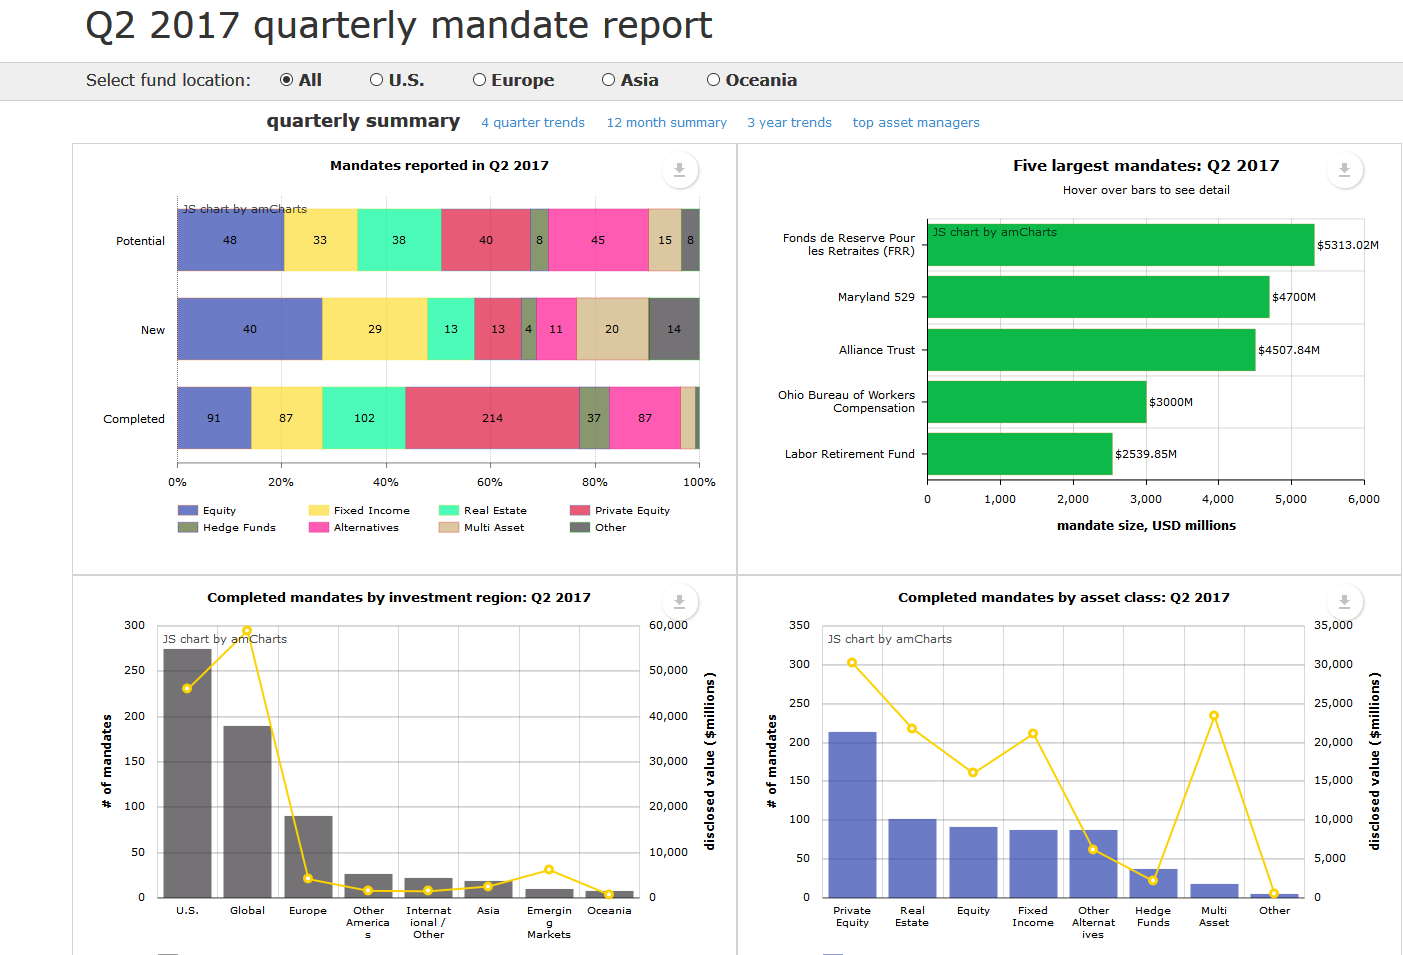 Q2 2017 quarterly mandate report
Select fund location: All U.S. Europe Asia Oceania
quarterly summary 4 quarter trends 12 month summary 3 year trends top asset managers
Mandates reported in Q2 2017
JS chart by amCharts
Potential 48 33 38 40 8 45 15 8
New 40 29 13 13 4 11 20 14
Completed 91 87 102 214 37 87
0% 20% 40% 60% 80% 100%
Equity Fixed Income Real Estate Private Equity
Hedge Funds Alternatives Multi Asset Other
Five largest mandates: Q2 2017
Hover over bars to see detail
JS chart by amCharts
Fonds de Reserve Pour
les Retraites (FRR) $5313.02M
Maryland 529 $4700M
Alliance Trust $4507.84M
Ohio Bureau of Workers
Compensation $3000M
Labor Retirement Fund $2539.85M
0 1,000 2,000 3,000 4,000 5,000 6,000
mandate size, USD millions
Completed mandates by investment region: Q2 2017
JS chart by amCharts
300 60,000
250 50,000
200 40,000
150 30,000
100 20,000
50 10,000
0 0
# of mandates
disclosed value ($millions)
U.S. Global Europe Other Internat Asia Emergin Oceania
America ional / g
s Other Markets
Completed mandates by asset class: Q2 2017
JS chart by amCharts
350 35,000
300 30,000
250 25,000
200 20,000
150 15,000
100 10,000
50 5,000
0 0
# of mandates
disclosed value ($millions)
Private Real Equity Fixed Other Hedge Multi Other
Equity Estate Income Alternat Funds Asset
ives